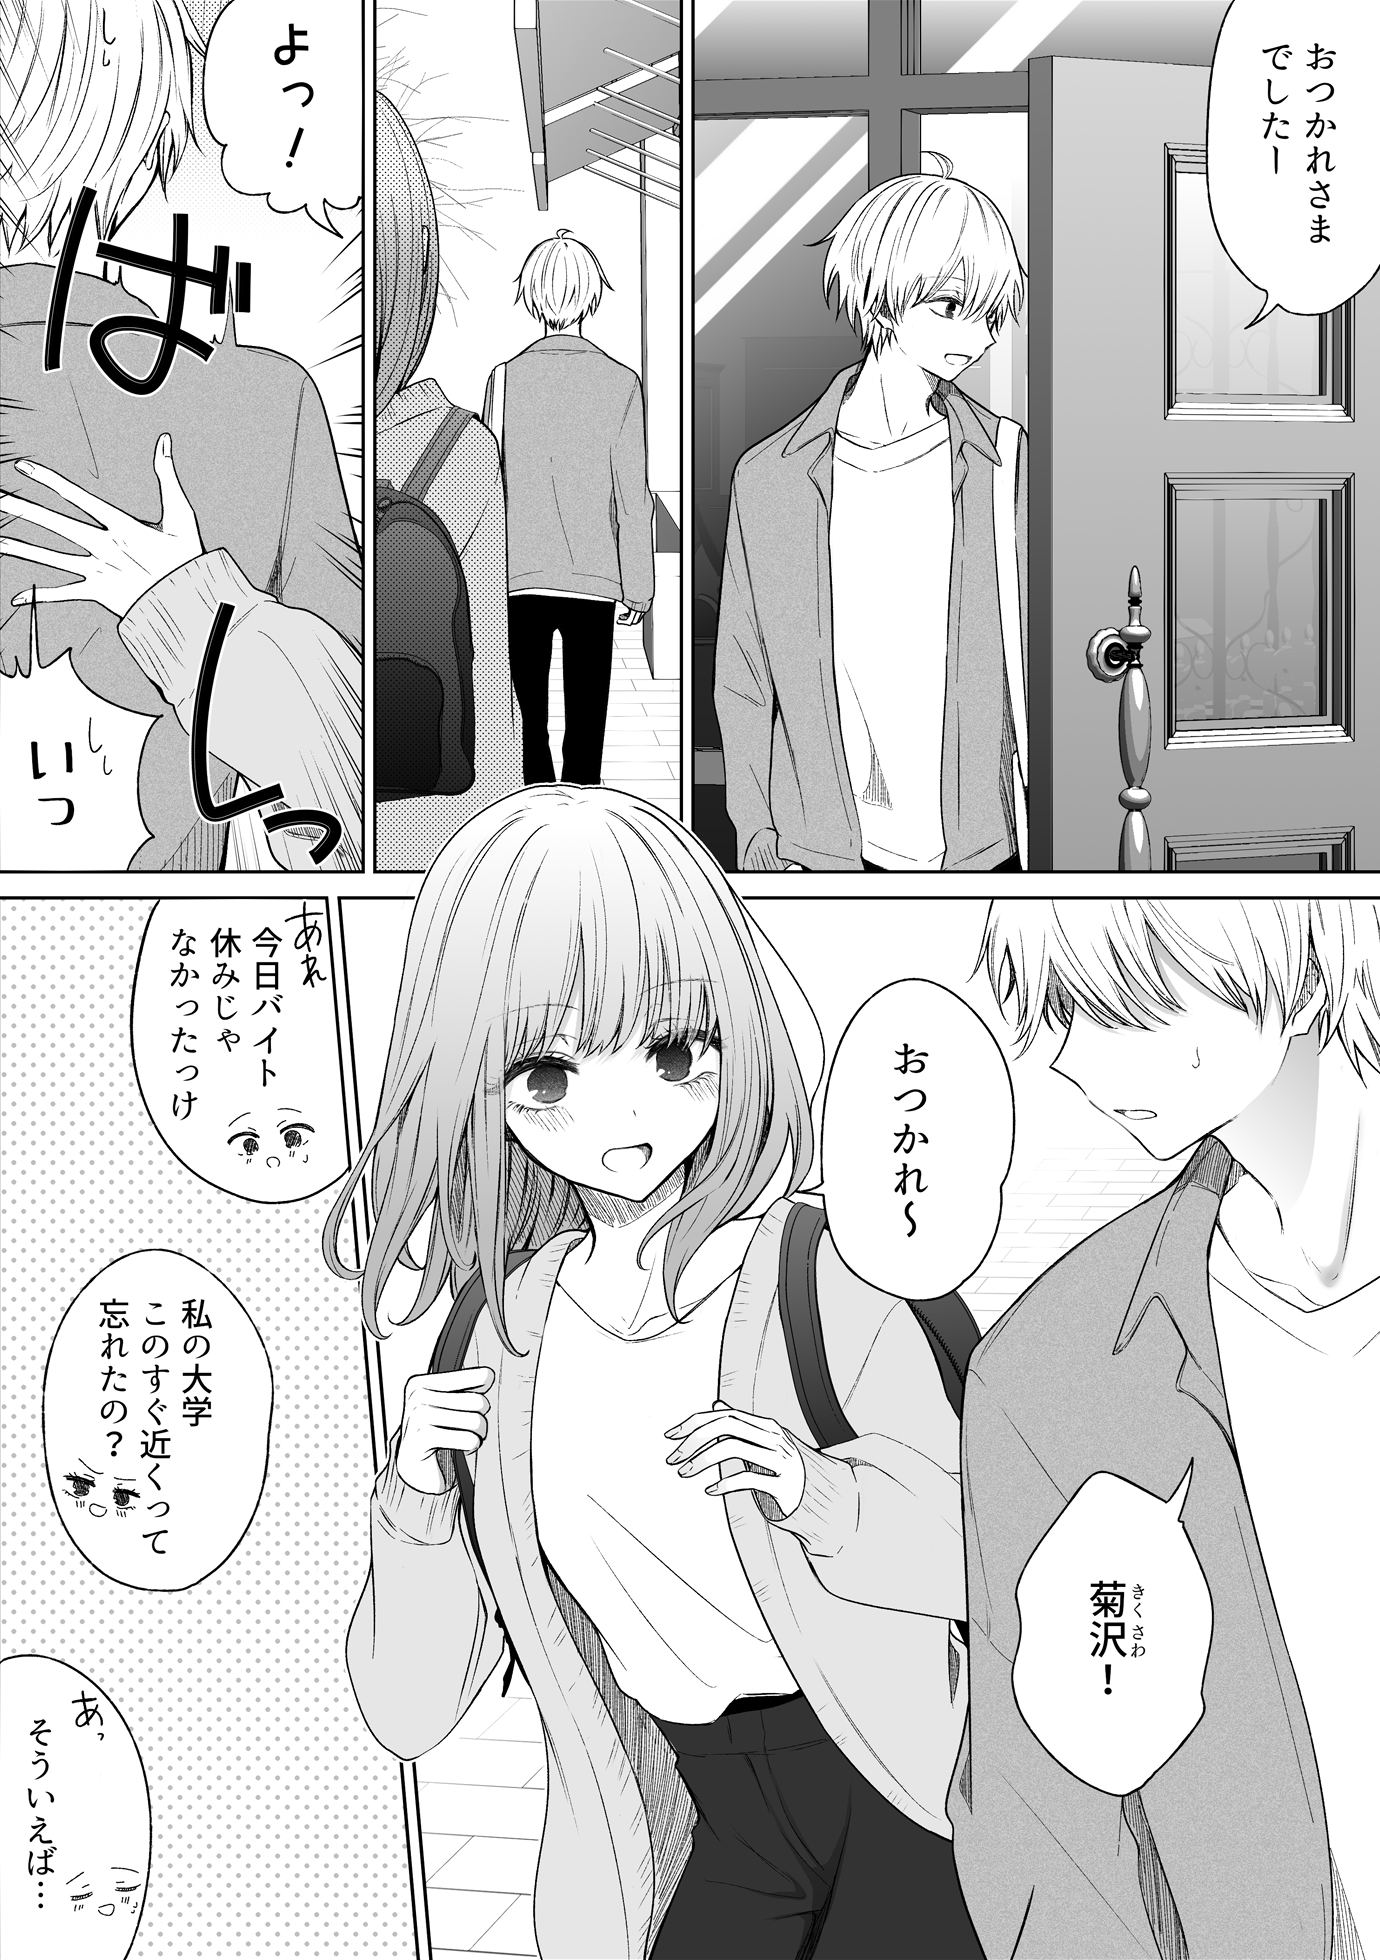 おつかれさま
でしたー
よっ！
ばしっ
いっ
菊沢！
きくさわ
おつかれ～
あれ
今日バイト
休みじゃ
なかったっけ
私の大学
このすぐ近くって
忘れたの？
あっ
そういえば…